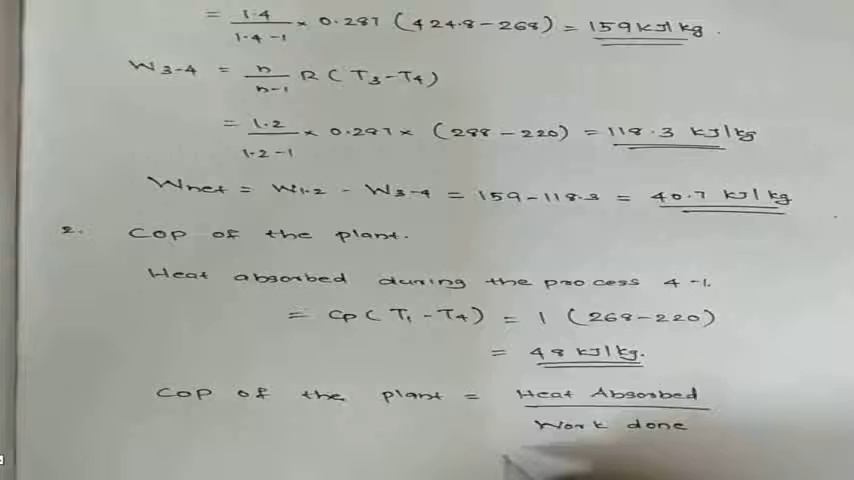 = 1.4 / 1.4-1 × 0.287 (424.8-268) = 159 kJ/kg.
W3-4 = n / n-1 R (T3-T4)
= 1.2 / 1.2-1 × 0.287 × (288-220) = 118.3 kJ/kg
Wnet = W1-2 - W3-4 = 159-118.3 = 40.7 kJ/kg
2. COP of the plant.
Heat absorbed during the process 4-1.
= Cp (T1-T4) = 1 (268-220)
= 48 kJ/kg.
COP of the plant = Heat Absorbed / Work done